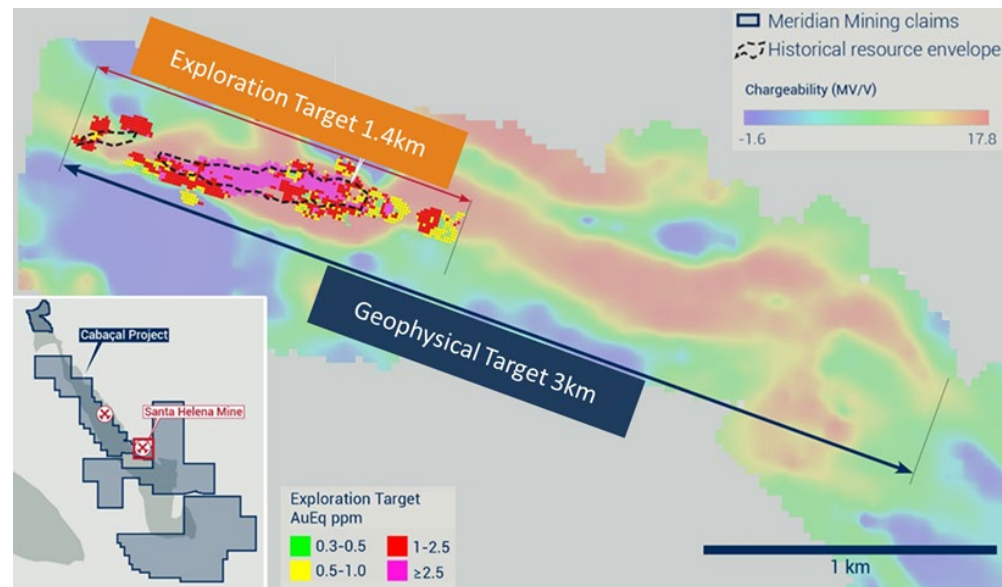 Meridian Mining claims
Historical resource envelope
Chargeability (MV/V)
-1.6 17.8
Exploration Target 1.4km
Geophysical Target 3km
Cabaçal Project
Santa Helena Mine
Exploration Target
AuEq ppm
0.3-0.5 1-2.5
0.5-1.0 ≥2.5
1 km